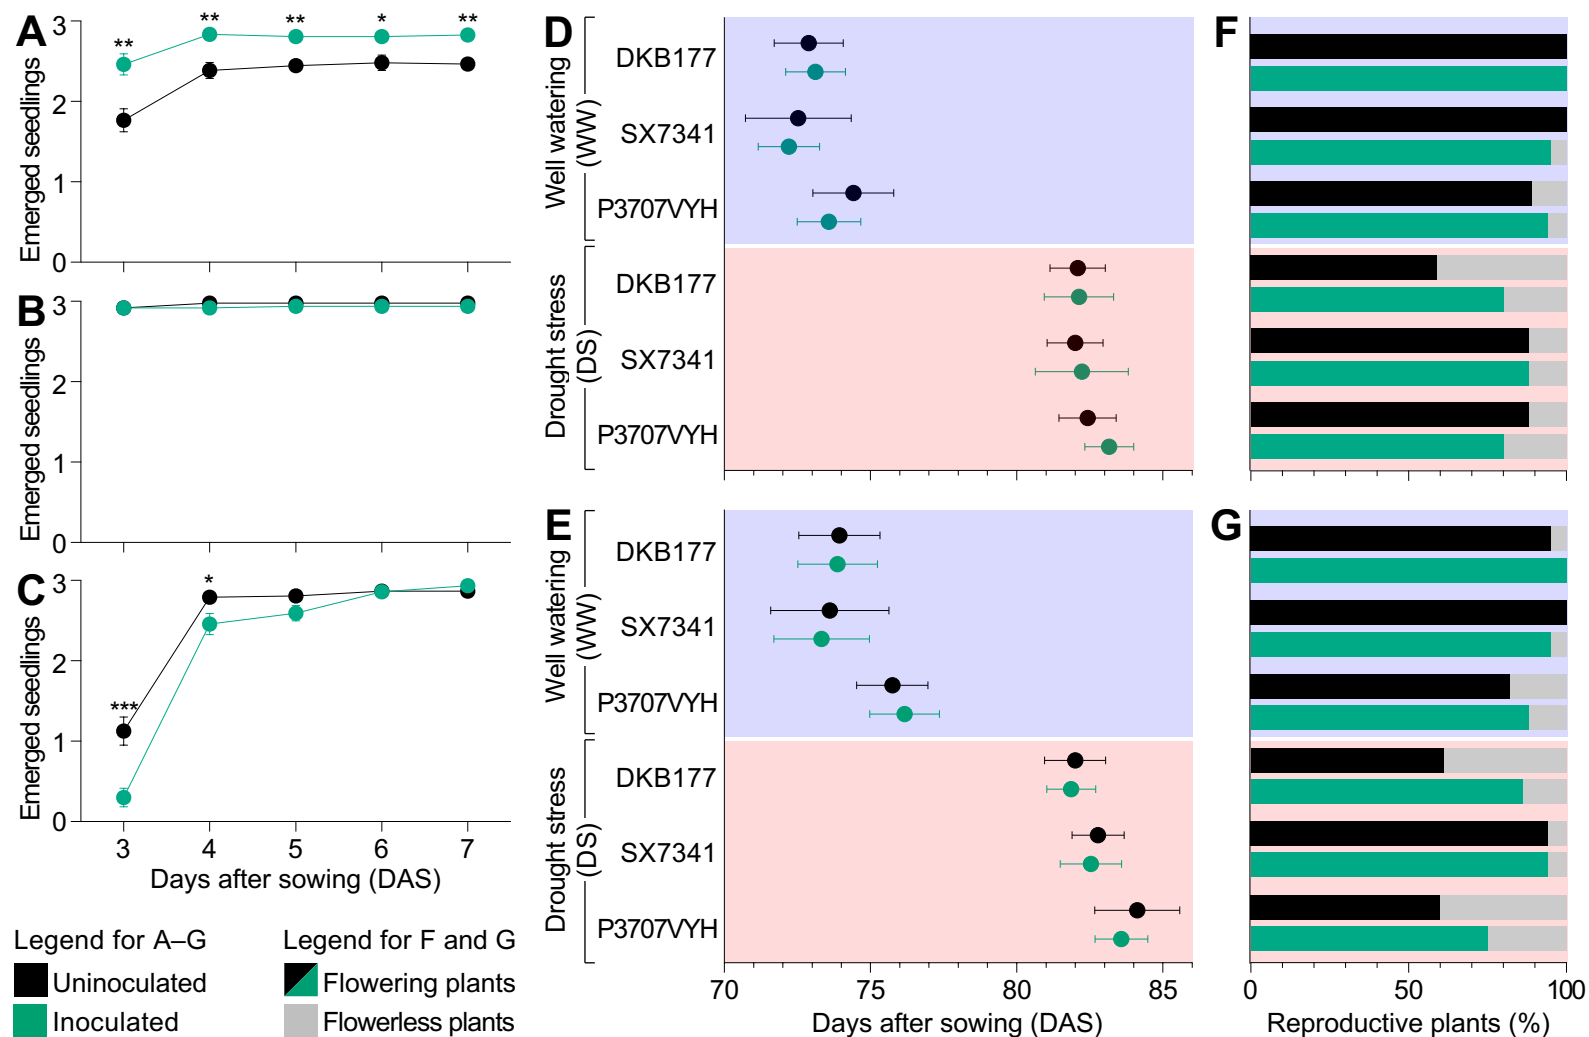 A
Emerged seedlings
3
2
1
0
**
**
**
*
**
B
Emerged seedlings
3
2
1
0
C
Emerged seedlings
3
2
1
0
***
*
3 4 5 6 7
Days after sowing (DAS)
Legend for A–G
Uninoculated
Inoculated
Legend for F and G
Flowering plants
Flowerless plants
D
Well watering
(WW)
DKB177
SX7341
P3707VYH
Drought stress
(DS)
DKB177
SX7341
P3707VYH
E
Well watering
(WW)
DKB177
SX7341
P3707VYH
Drought stress
(DS)
DKB177
SX7341
P3707VYH
70 75 80 85
Days after sowing (DAS)
F
G
0 50 100
Reproductive plants (%)